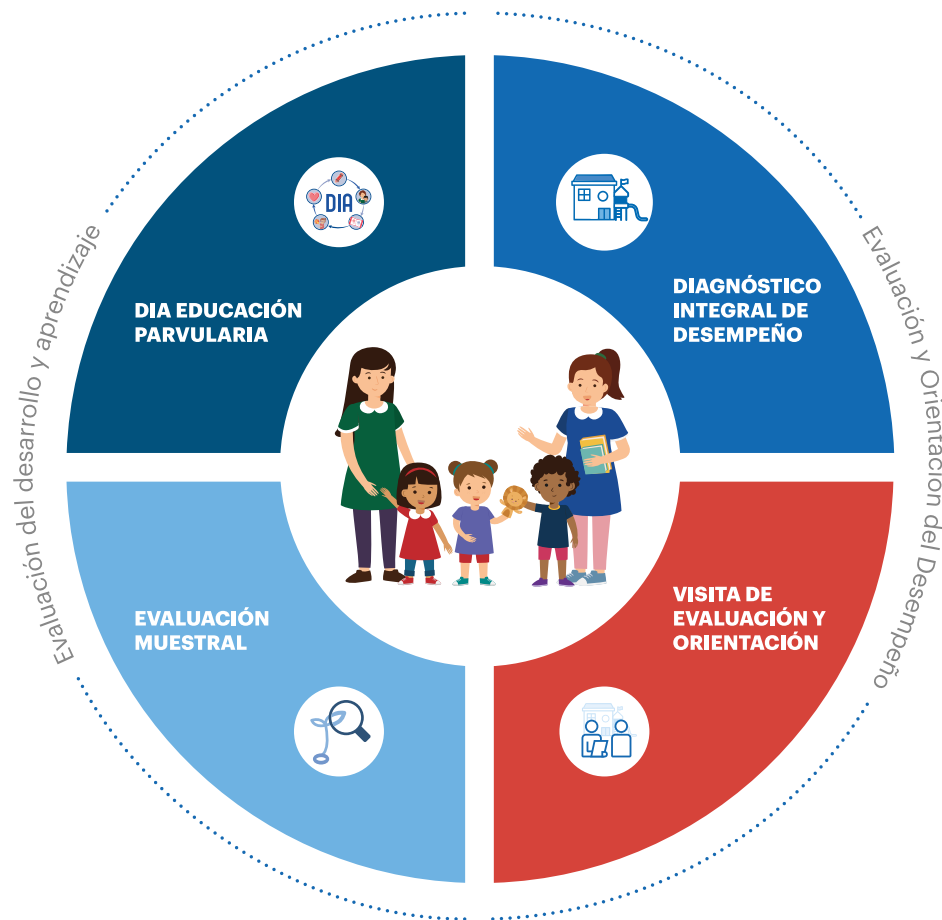 Evaluación del desarrollo y aprendizaje
DIA
DIA EDUCACIÓN
PARVULARIA
DIAGNÓSTICO
INTEGRAL DE
DESEMPEÑO
Evaluación y Orientacion del Desempeño
EVALUACIÓN
MUESTRAL
VISITA DE
EVALUACIÓN Y
ORIENTACIÓN